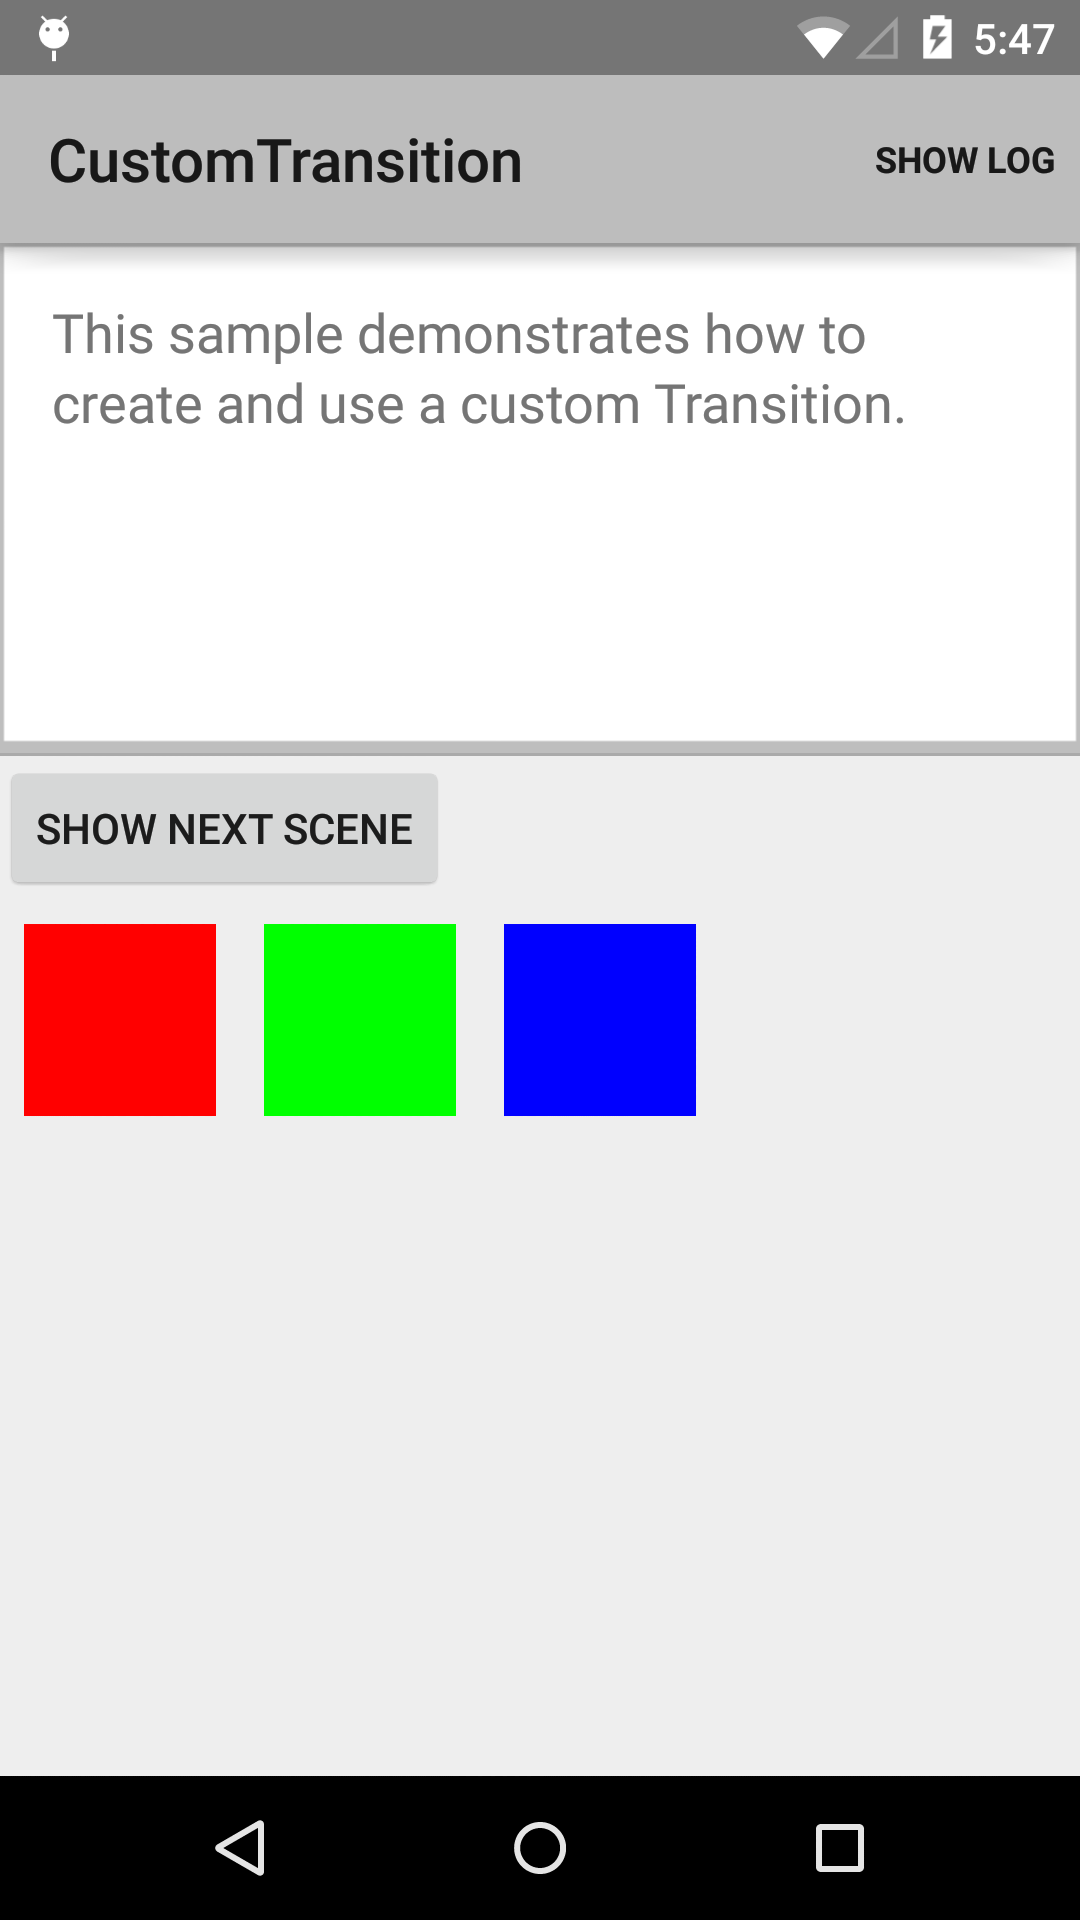 5:47
CustomTransition
SHOW LOG
This sample demonstrates how to
create and use a custom Transition.
SHOW NEXT SCENE